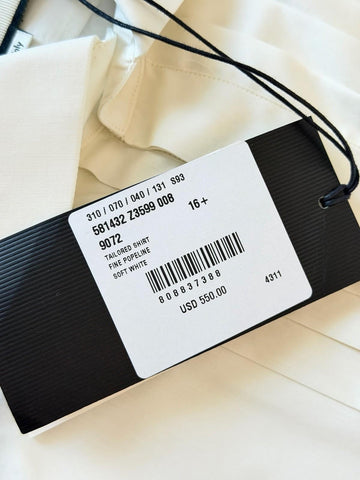 310 / 070 / 040 / 131 S93
581432 Z3599 008
16+
9072
TAILORED SHIRT
FINE POPELINE
SOFT WHITE
808837388
USD 550.00
4311